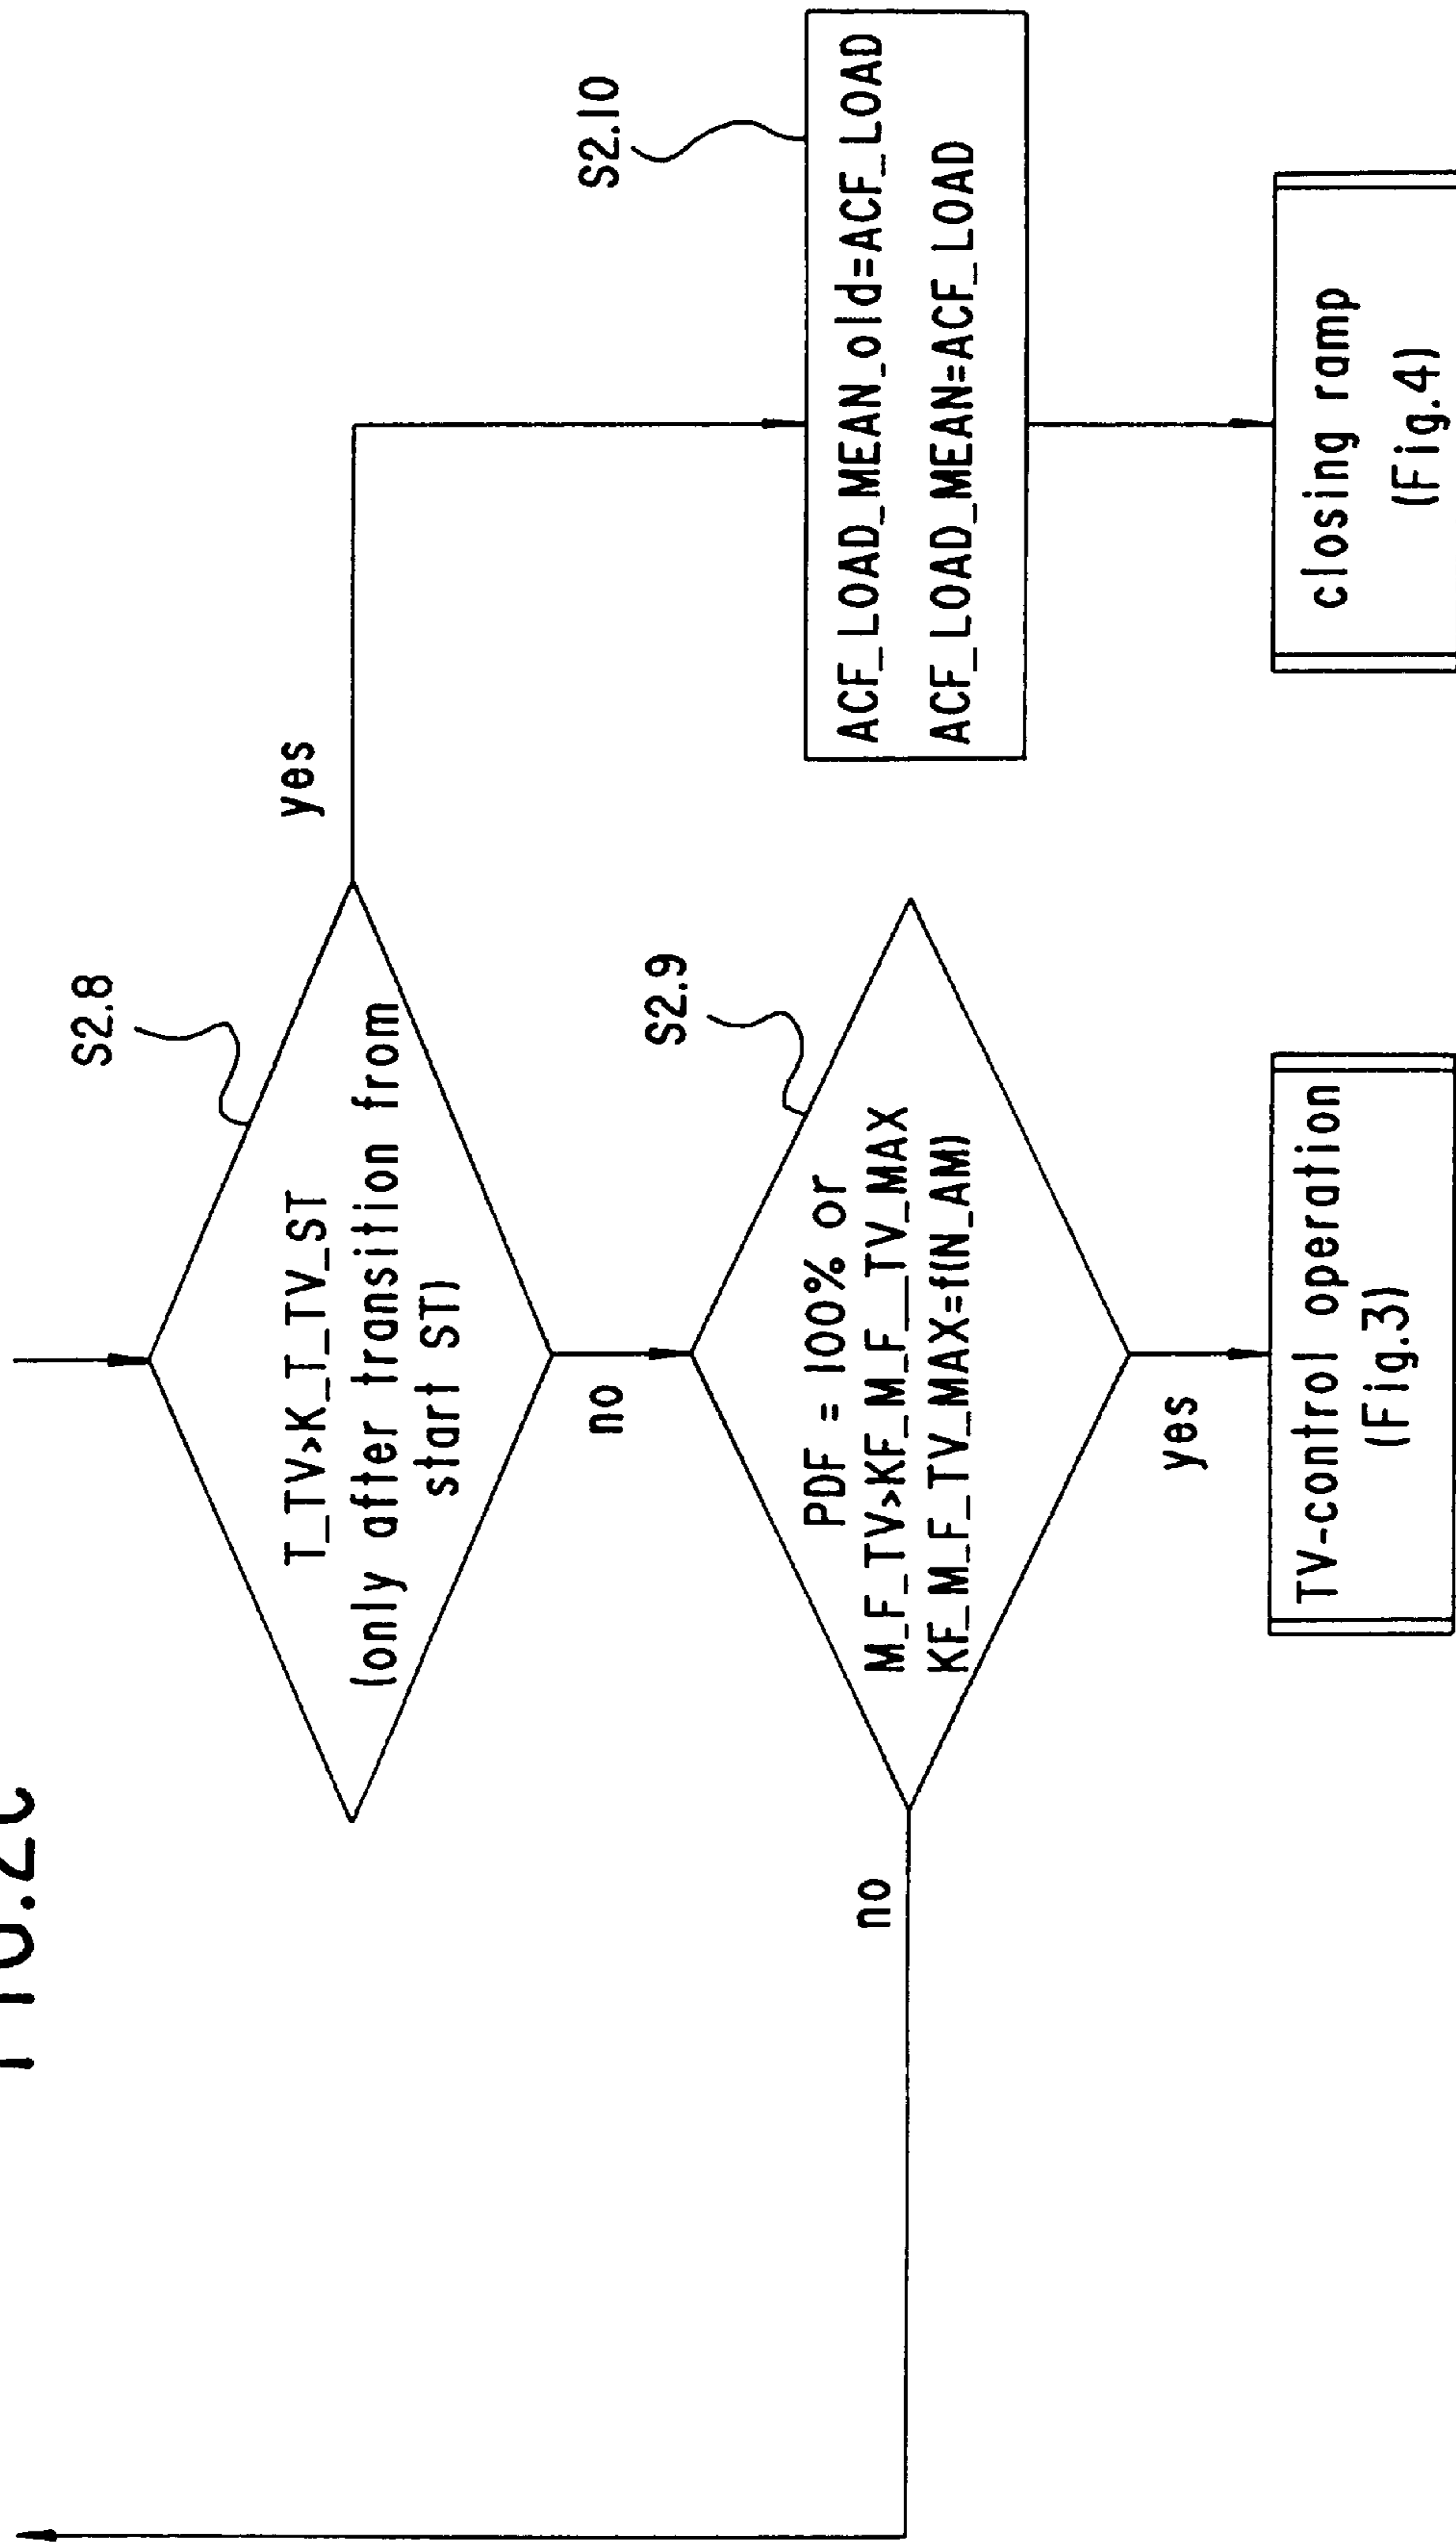 FIG.2c
S2.8
T_TV>K_T_TV_ST
(only after transition from
start ST)
yes
no
S2.9
PDF = 100% or
M_F_TV>KF_M_F_TV_MAX
KF_M_F_TV_MAX=f(N_AM)
no
yes
TV-control operation
(Fig.3)
S2.10
ACF_LOAD_MEAN_old=ACF_LOAD
ACF_LOAD_MEAN=ACF_LOAD
closing ramp
(Fig.4)